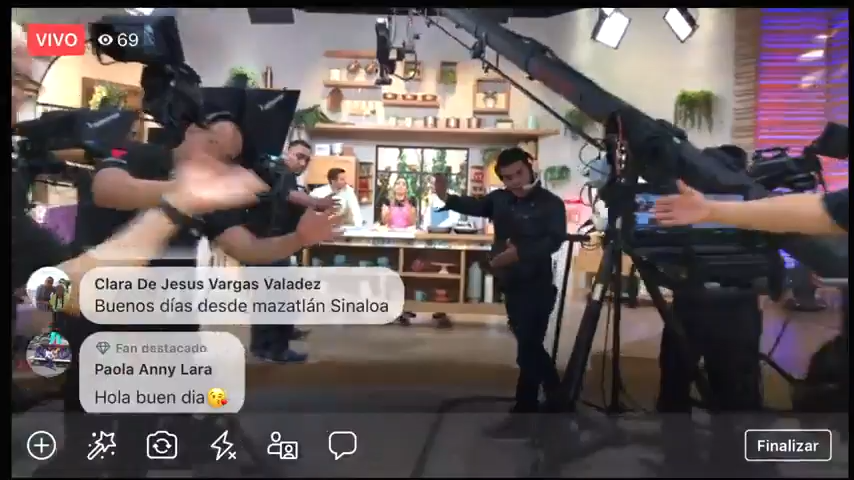 VIVO
69
Clara De Jesus Vargas Valadez
Buenos días desde mazatlán Sinaloa
Fan destacado
Paola Anny Lara
Hola buen dia😘
Finalizar